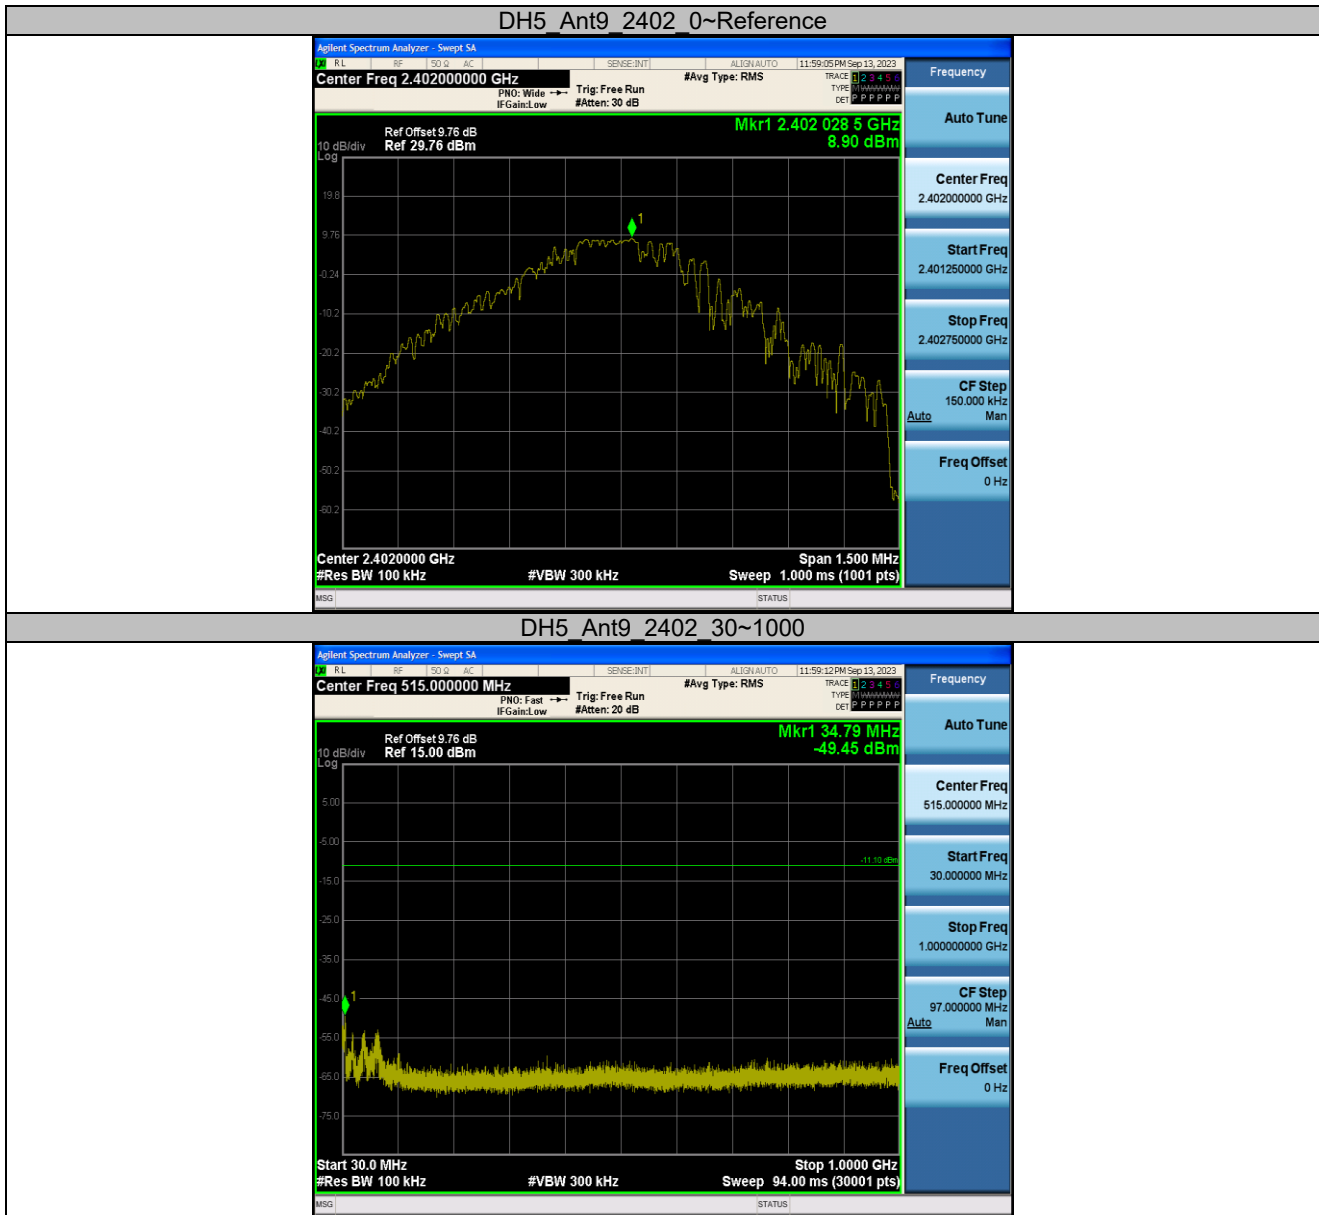 DH5_Ant9_2402_0~Reference
Agilent Spectrum Analyzer - Swept SA
RL RF 50 Ω AC SENSE:INT ALIGN AUTO 11:59:05 PM Sep 13, 2023
Center Freq 2.402000000 GHz
PNO: Wide
IFGain:Low
Trig: Free Run
#Atten: 30 dB
#Avg Type: RMS
TRACE 1 2 3 4 5 6
TYPE M
DET P P P P P P
Mkr1 2.402 028 5 GHz
8.90 dBm
Ref Offset 9.76 dB
10 dB/div Ref 29.76 dBm
Log
1
19.8
9.76
-0.24
-10.2
-20.2
-30.2
-40.2
-50.2
-60.2
Center 2.4020000 GHz Span 1.500 MHz
#Res BW 100 kHz #VBW 300 kHz Sweep 1.000 ms (1001 pts)
MSG STATUS
Frequency
Auto Tune
Center Freq
2.402000000 GHz
Start Freq
2.401250000 GHz
Stop Freq
2.402750000 GHz
CF Step
150.000 kHz
Auto Man
Freq Offset
0 Hz
DH5_Ant9_2402_30~1000
Agilent Spectrum Analyzer - Swept SA
RL RF 50 Ω AC SENSE:INT ALIGN AUTO 11:59:12 PM Sep 13, 2023
Center Freq 515.000000 MHz
PNO: Fast
IFGain:Low
Trig: Free Run
#Atten: 20 dB
#Avg Type: RMS
TRACE 1 2 3 4 5 6
TYPE M
DET P P P P P P
Mkr1 34.79 MHz
-49.45 dBm
Ref Offset 9.76 dB
10 dB/div Ref 15.00 dBm
Log
5.00
-5.00
-11.10 dBm
-15.0
-25.0
-35.0
-45.0
1
-55.0
-65.0
-75.0
Start 30.0 MHz Stop 1.0000 GHz
#Res BW 100 kHz #VBW 300 kHz Sweep 94.00 ms (30001 pts)
MSG STATUS
Frequency
Auto Tune
Center Freq
515.000000 MHz
Start Freq
30.000000 MHz
Stop Freq
1.000000000 GHz
CF Step
97.000000 MHz
Auto Man
Freq Offset
0 Hz